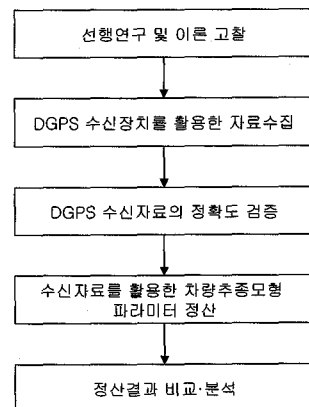 선행연구 및 이론 고찰
DGPS 수신장치를 활용한 자료수집
DGPS 수신자료의 정확도 검증
수신자료를 활용한 차량추종모형
파라미터 정산
정산결과 비교·분석